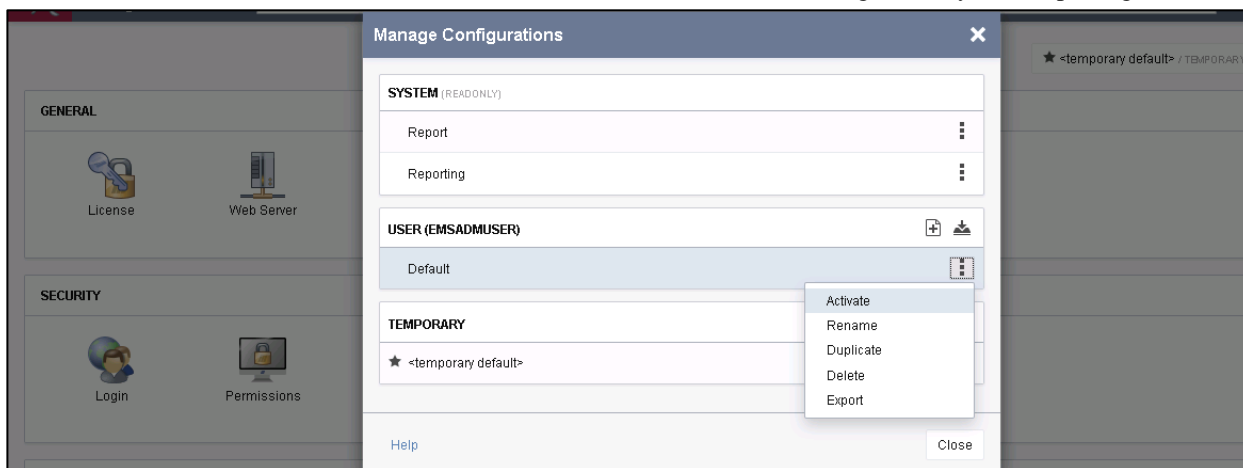 Manage Configurations
★ <temporary default> / TEMPORARY
SYSTEM (READONLY)
GENERAL
Report
Reporting
License
Web Server
USER (EMSADMUSER)
Default
SECURITY
Activate
TEMPORARY
Rename
Duplicate
★ <temporary default>
Delete
Login
Permissions
Export
Help
Close